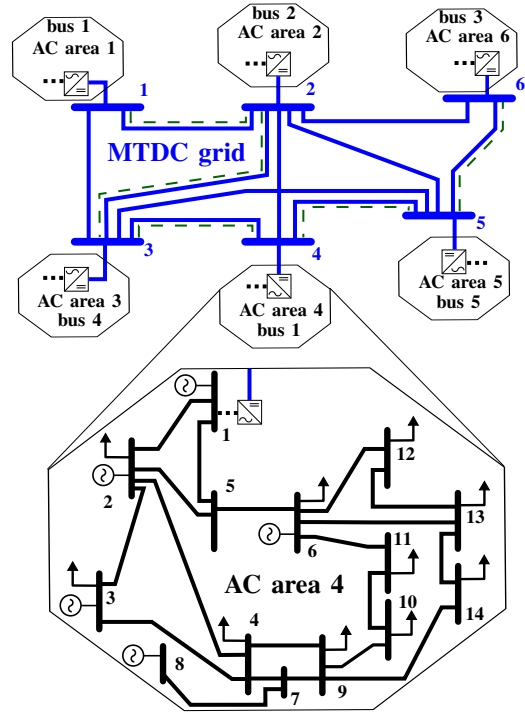 bus 1
AC area 1
bus 2
AC area 2
bus 3
AC area 6
1
2
6
MTDC grid
3
4
5
AC area 3
bus 4
AC area 4
bus 1
AC area 5
bus 5
1
2
5
12
13
6
11
3
AC area 4
4
10
14
8
7
9